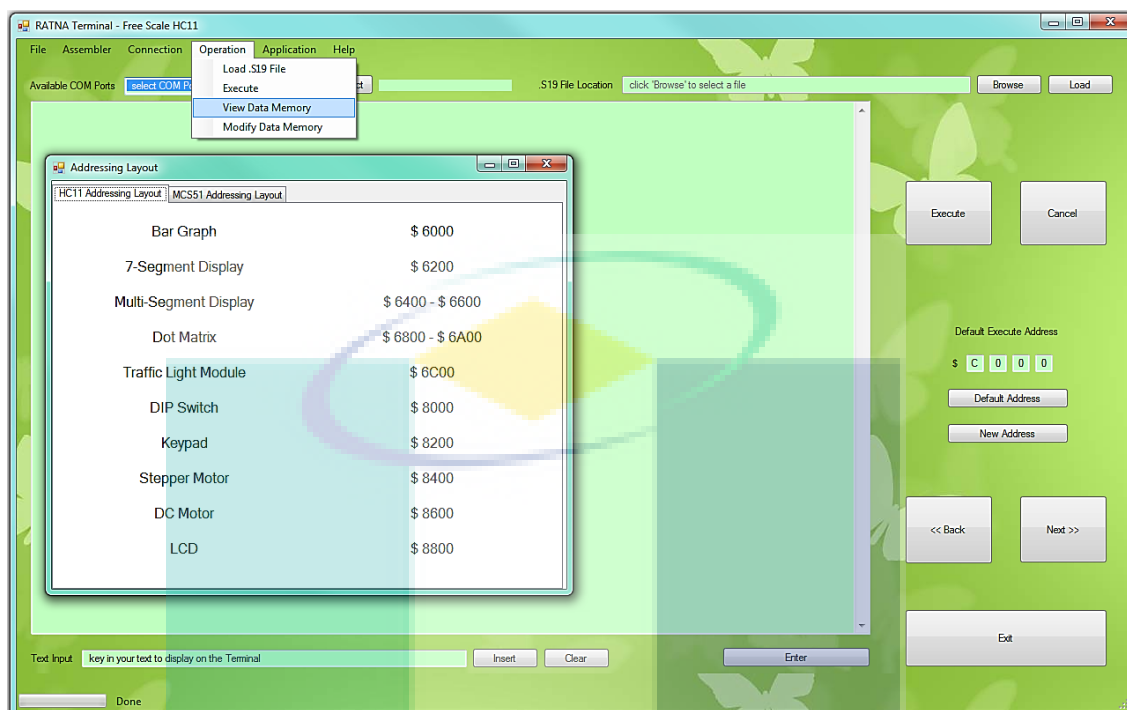 RATNA Terminal - Free Scale HC11
File Assembler Connection Operation Application Help
Load .S19 File
Execute
View Data Memory
Modify Data Memory
Available COM Ports select COM Po ct .S19 File Location click 'Browse' to select a file Browse Load
Addressing Layout
HC11 Addressing Layout MCS51 Addressing Layout
Bar Graph $ 6000
7-Segment Display $ 6200
Multi-Segment Display $ 6400 - $ 6600
Dot Matrix $ 6800 - $ 6A00
Traffic Light Module $ 6C00
DIP Switch $ 8000
Keypad $ 8200
Stepper Motor $ 8400
DC Motor $ 8600
LCD $ 8800
Execute Cancel
Default Execute Address
$ C 0 0 0
Default Address
New Address
<< Back Next >>
Exit
Text Input key in your text to display on the Terminal Insert Clear Enter
Done